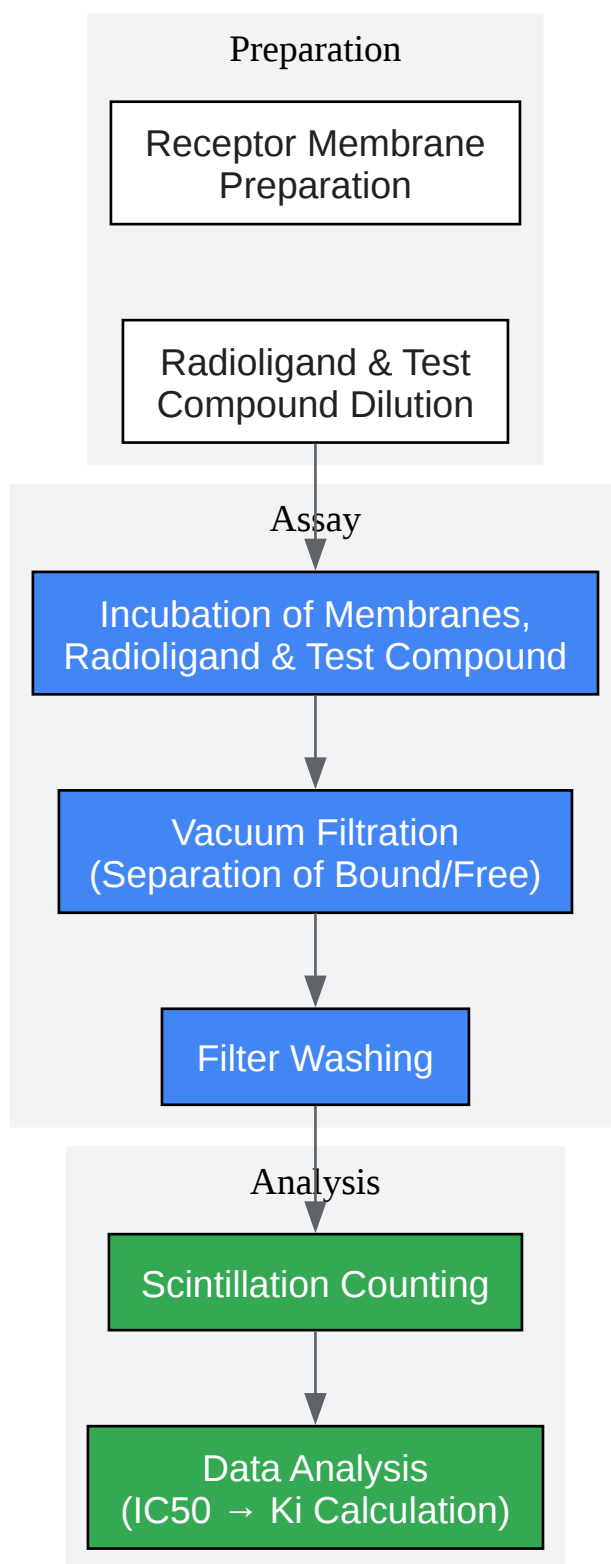 Preparation
Receptor Membrane
Preparation
Radioligand & Test
Compound Dilution
Assay
Incubation of Membranes,
Radioligand & Test Compound
Vacuum Filtration
(Separation of Bound/Free)
Filter Washing
Analysis
Scintillation Counting
Data Analysis
(IC50 → Ki Calculation)